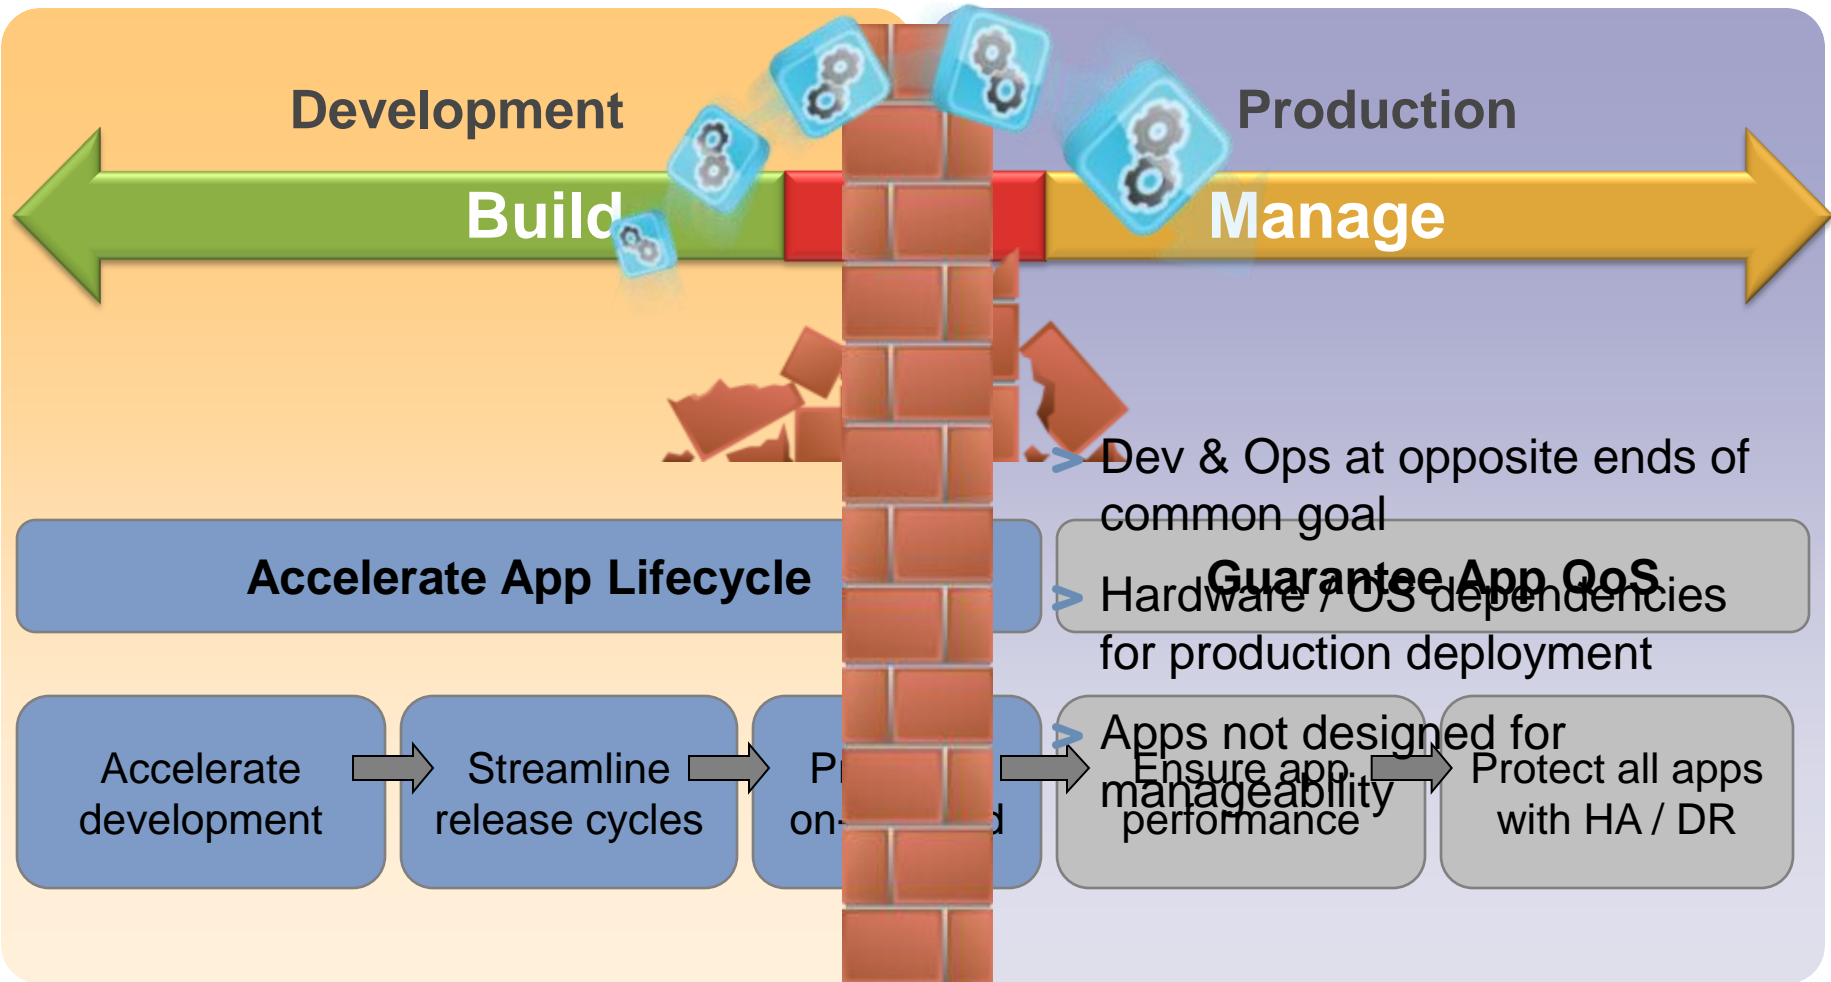 Development
Production
Build
Manage
Dev & Ops at opposite ends of
common goal
Accelerate App Lifecycle
Guarantee App QoS
Hardware / OS dependencies
for production deployment
Apps not designed for
manageability
Accelerate
development
Streamline
release cycles
Ensure app
performance
Protect all apps
with HA / DR